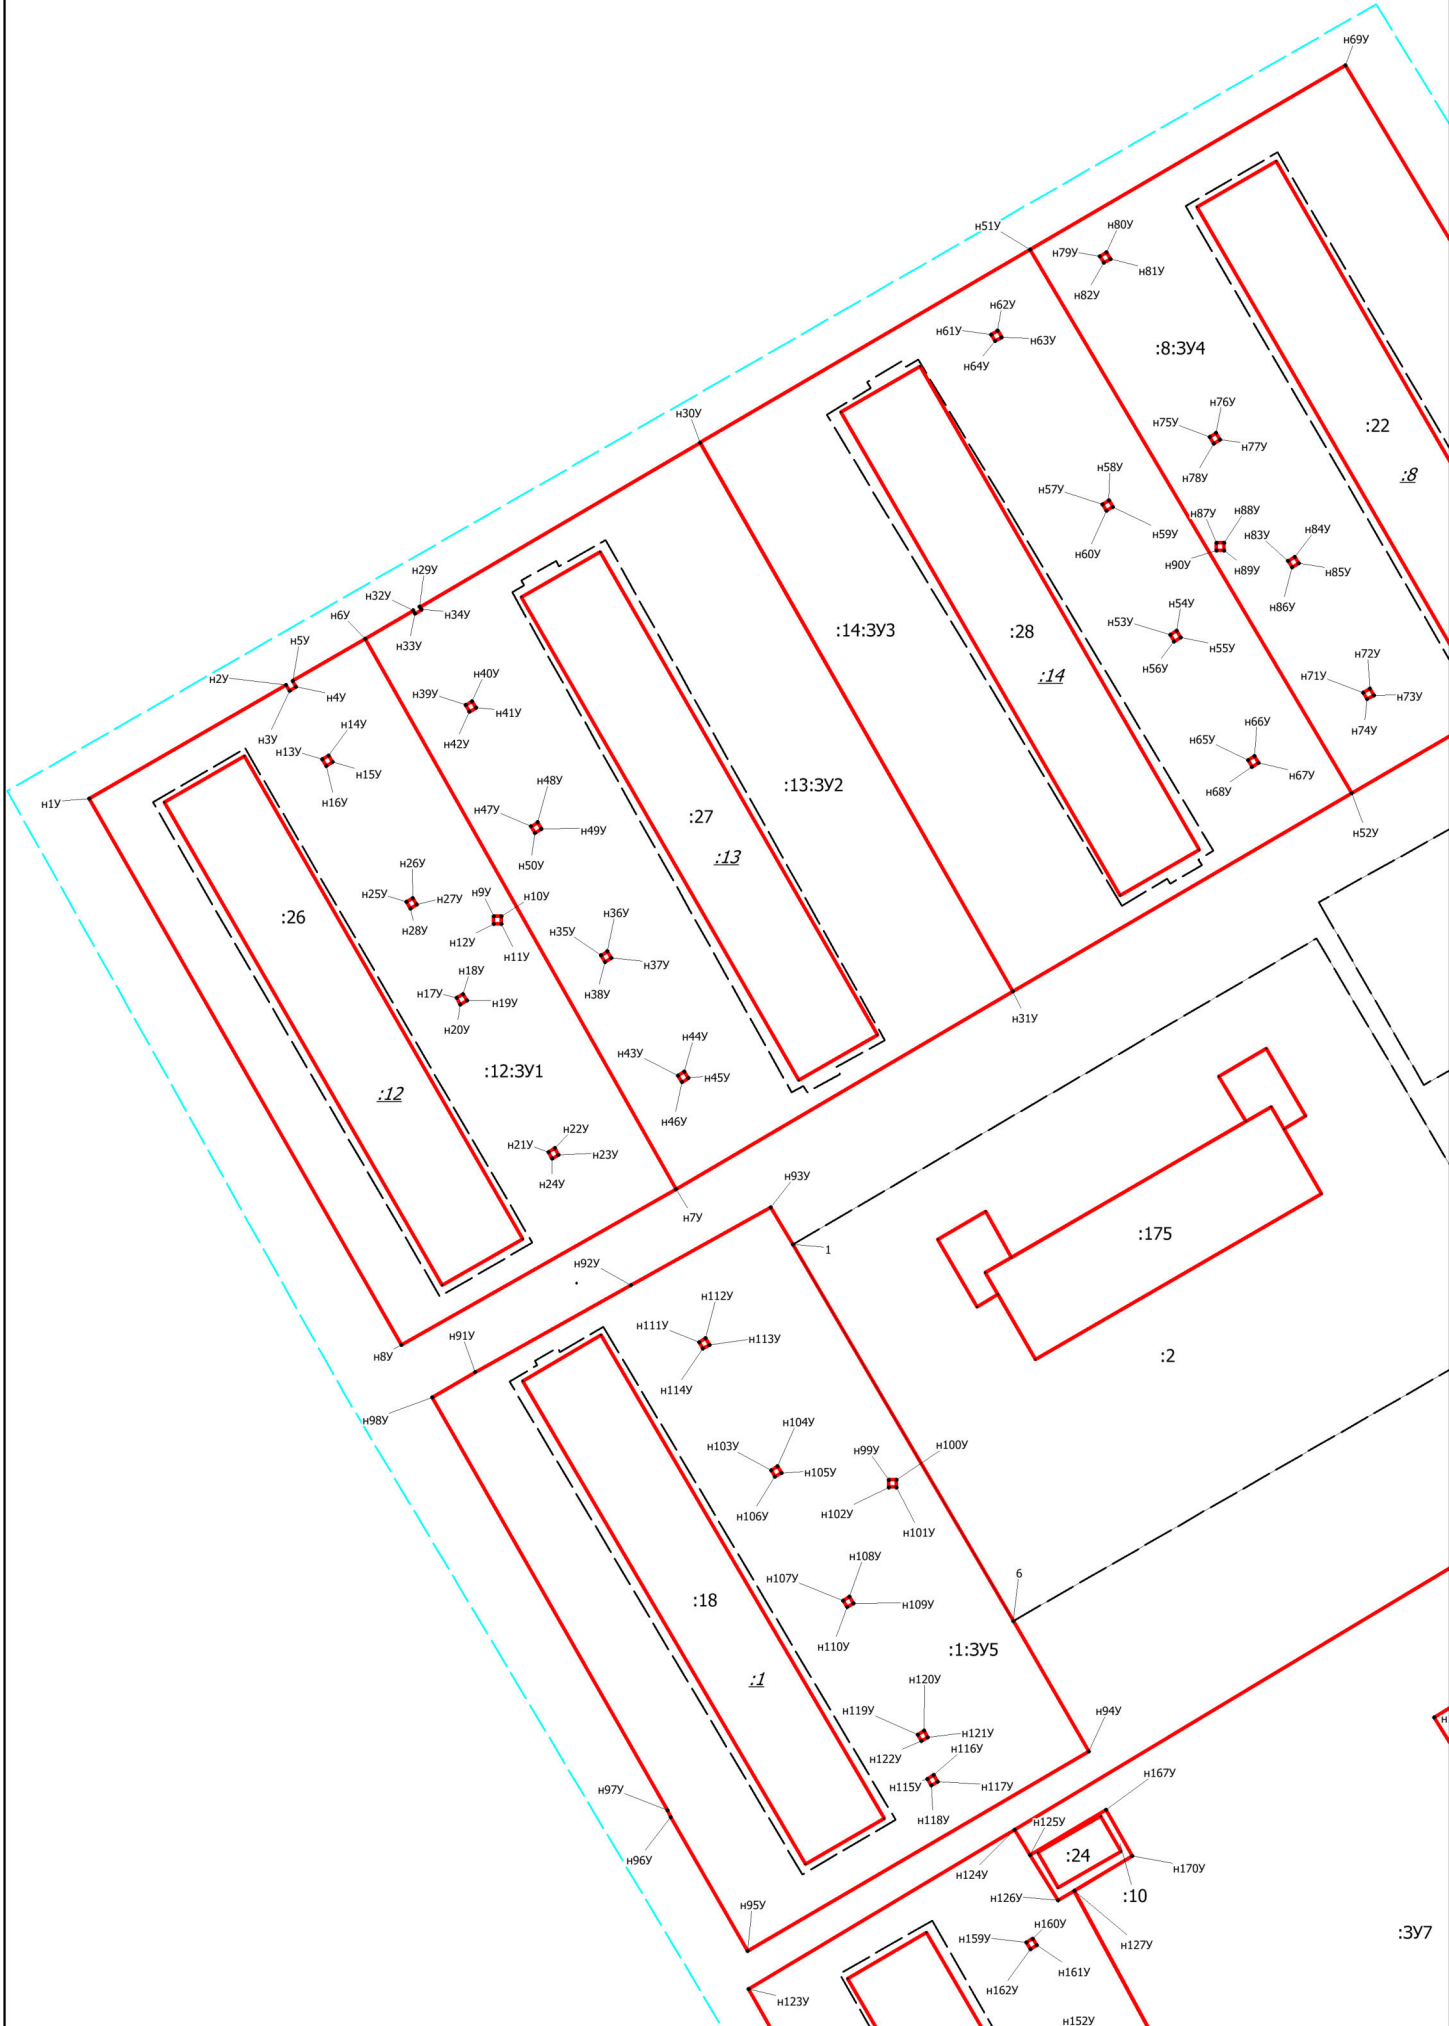 н69У
н80У
н51У
н79У
н81У
н82У
н62У
н61У
н63У
н64У
:8:ЗУ4
н30У
н76У
н75У
н77У
н78У
:22
:8
н58У
н57У
н59У
н60У
н87У
н88У
н83У
н84У
н90У
н89У
н85У
н86У
н29У
н32У
н34У
н33У
н6У
н5У
н2У
н4У
н3У
н54У
н53У
н55У
н56У
:14:ЗУ3
:28
:14
н72У
н71У
н73У
н74У
н40У
н39У
н41У
н42У
н14У
н13У
н15У
н16У
н66У
н65У
н67У
н68У
н1У
:13:ЗУ2
н48У
н47У
н49У
н50У
:27
:13
н52У
н26У
н25У
н27У
н28У
н9У
н10У
н12У
н11У
:26
н36У
н35У
н37У
н38У
н18У
н17У
н19У
н20У
н31У
н44У
н43У
н45У
н46У
:12:ЗУ1
:12
н22У
н21У
н23У
н24У
н93У
н7У
1
:175
н92У
н112У
н111У
н113У
н114У
н91У
н8У
:2
н98У
н104У
н103У
н105У
н106У
н99У
н100У
н102У
н101У
н108У
н107У
н109У
н110У
6
:18
:1:ЗУ5
:1
н120У
н119У
н121У
н122У
н116У
н115У
н117У
н118У
н94У
н97У
н167У
н125У
н96У
:24
н124У
н170У
н126У
:10
н95У
н160У
н159У
н161У
н162У
н127У
:ЗУ7
н123У
н152У